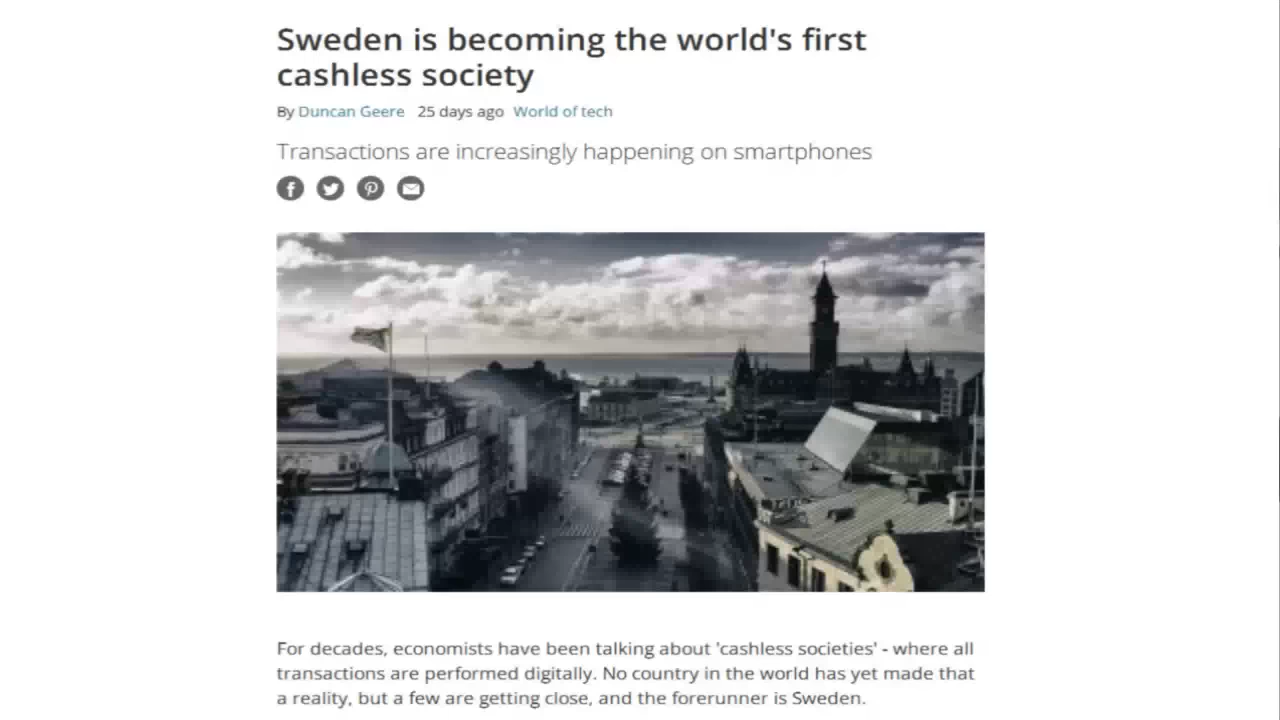 Sweden is becoming the world's first
cashless society
By Duncan Geere 25 days ago World of tech
Transactions are increasingly happening on smartphones
For decades, economists have been talking about 'cashless societies' - where all
transactions are performed digitally. No country in the world has yet made that
a reality, but a few are getting close, and the forerunner is Sweden.